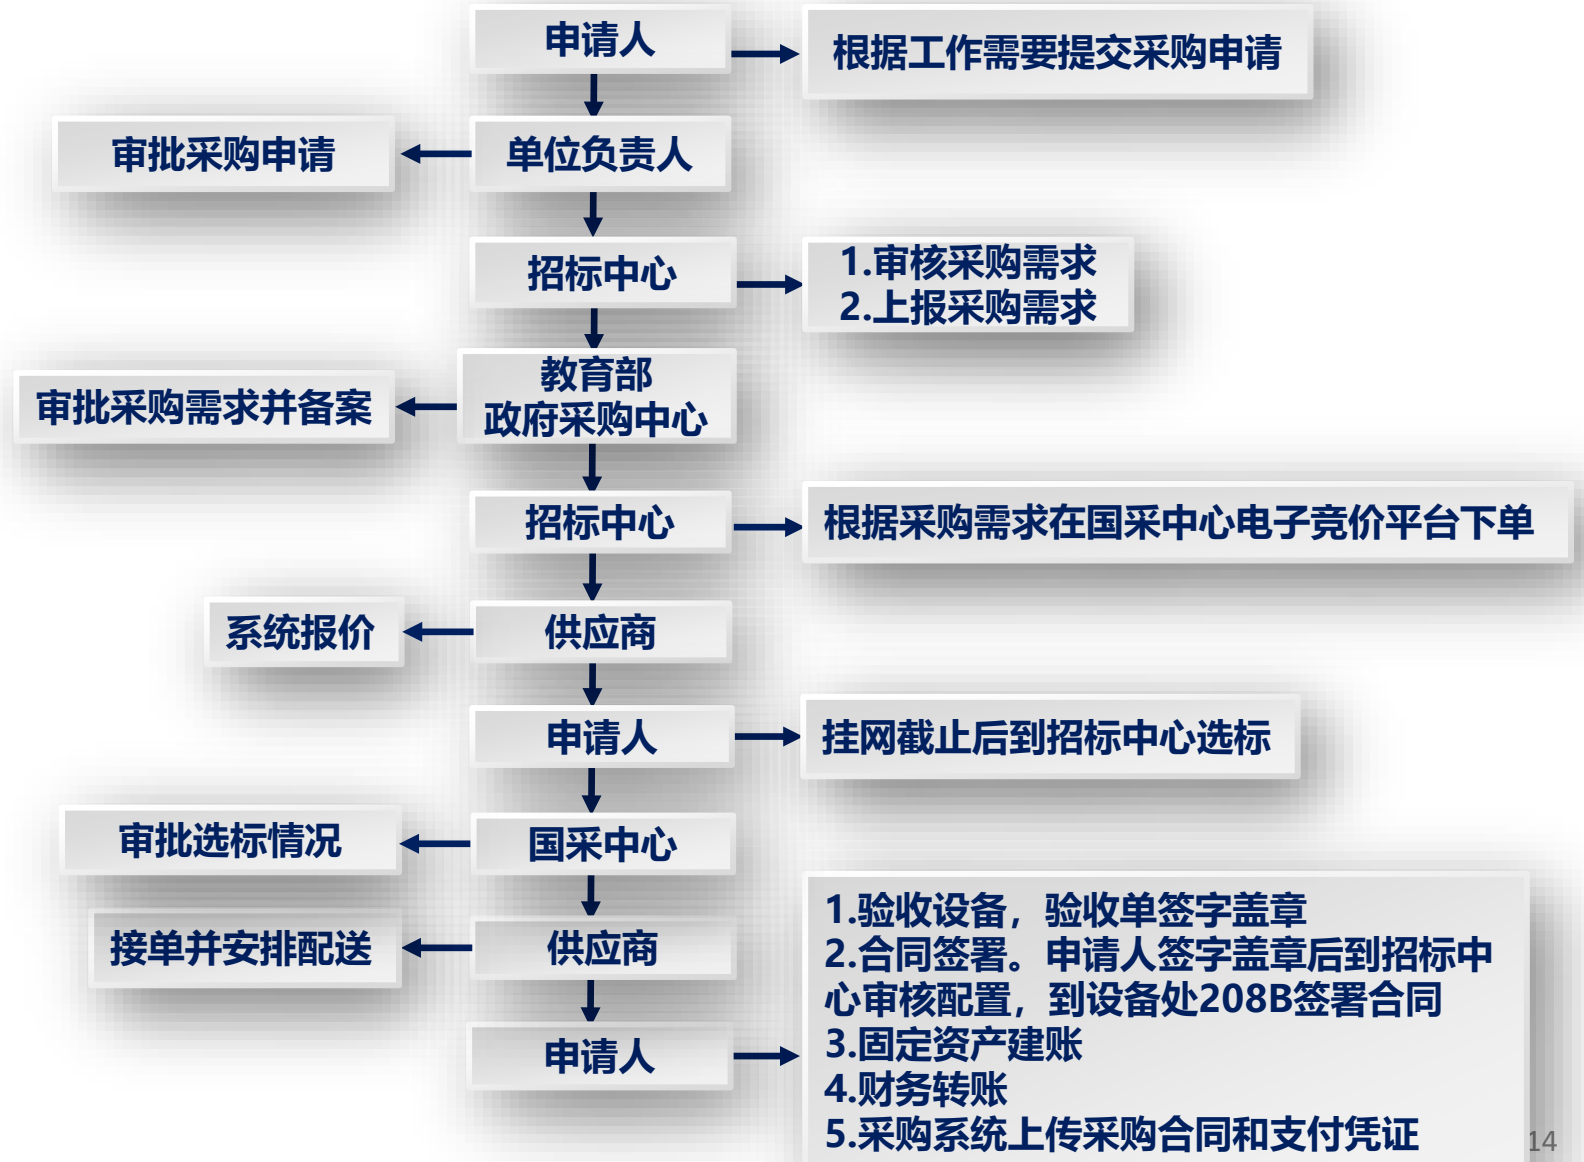 申请人
根据工作需要提交采购申请
审批采购申请
单位负责人
招标中心
1.审核采购需求
2.上报采购需求
审批采购需求并备案
教育部
政府采购中心
招标中心
根据采购需求在国采中心电子竞价平台下单
系统报价
供应商
申请人
挂网截止后到招标中心选标
审批选标情况
国采中心
接单并安排配送
供应商
申请人
1.验收设备，验收单签字盖章
2.合同签署。申请人签字盖章后到招标中
心审核配置，到设备处208B签署合同
3.固定资产建账
4.财务转账
5.采购系统上传采购合同和支付凭证
14